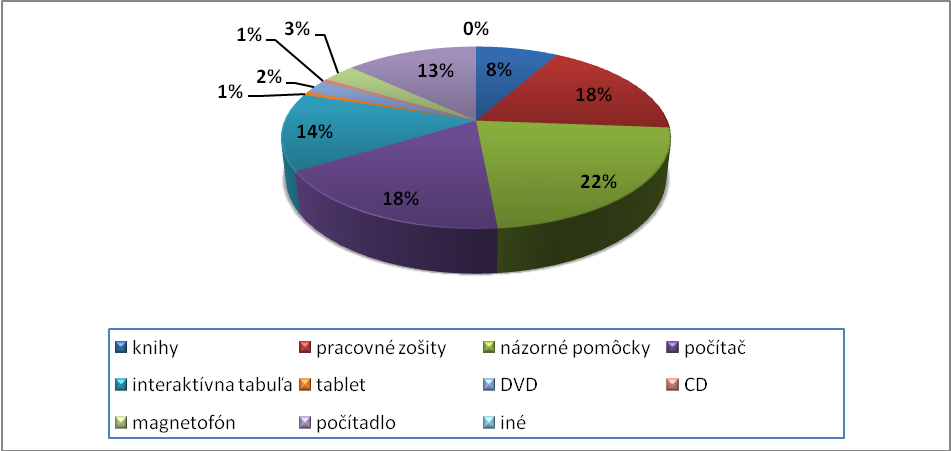 3% 0%
1% 13% 8%
2% 18%
1%
14%
22%
18%
knihy pracovné zošity názorné pomôcky počítač
interaktívna tabuľa tablet DVD CD
magnetofón počítadlo iné